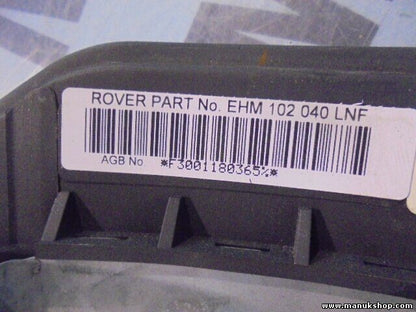 ROVER PART No. EHM 102 040 LNF
AGB No *F3001180365%*
www.manukshop.com